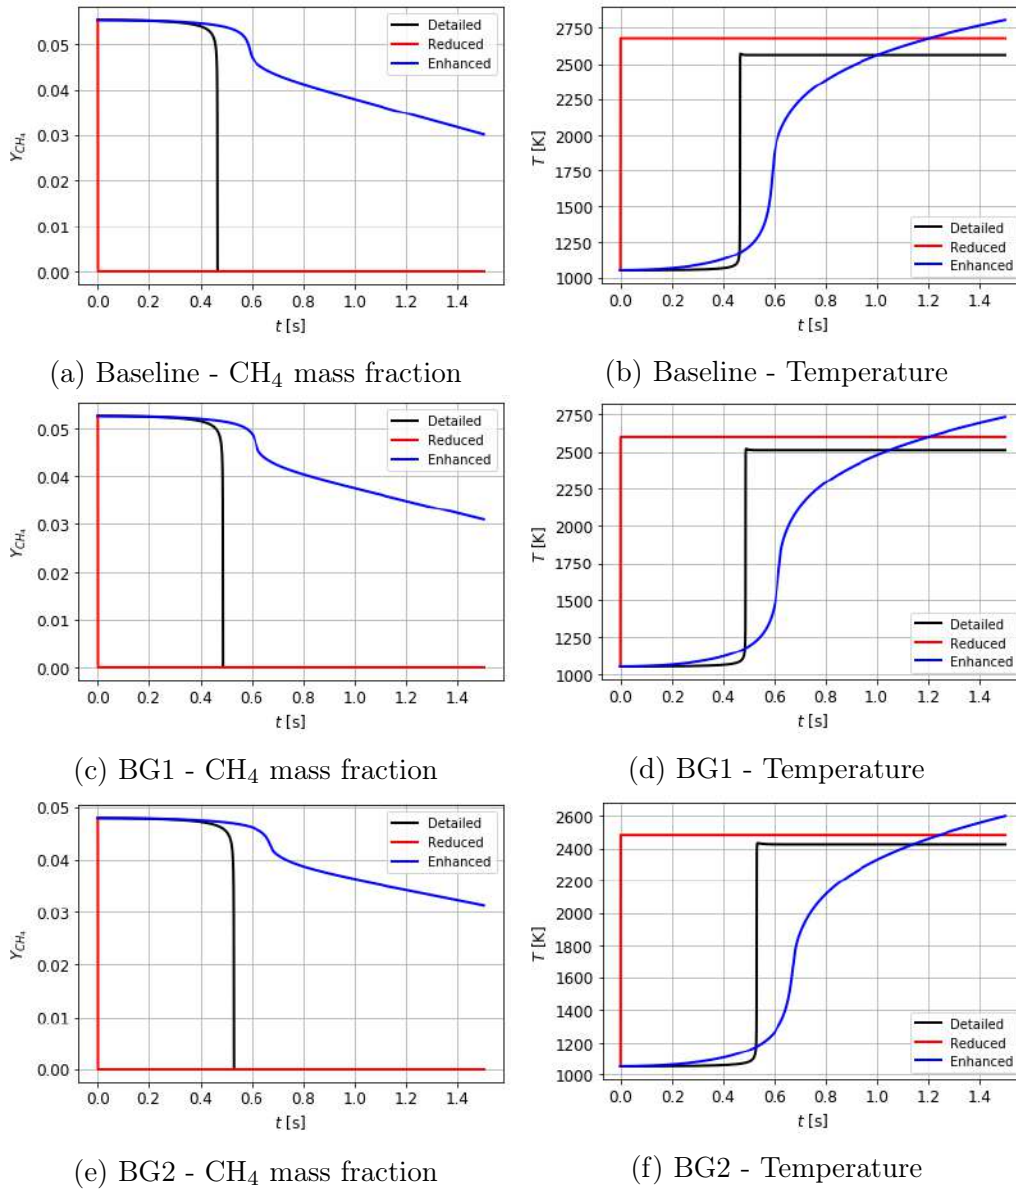 0.05
0.04
0.03
0.02
0.01
0.00
Y_{CH_4}
0.0 0.2 0.4 0.6 0.8 1.0 1.2 1.4
t [s]
Detailed
Reduced
Enhanced
(a) Baseline - CH₄ mass fraction
2750
2500
2250
2000
1750
1500
1250
1000
T [K]
0.0 0.2 0.4 0.6 0.8 1.0 1.2 1.4
t [s]
Detailed
Reduced
Enhanced
(b) Baseline - Temperature
0.05
0.04
0.03
0.02
0.01
0.00
Y_{CH_4}
0.0 0.2 0.4 0.6 0.8 1.0 1.2 1.4
t [s]
Detailed
Reduced
Enhanced
(c) BG1 - CH₄ mass fraction
2750
2500
2250
2000
1750
1500
1250
1000
T [K]
0.0 0.2 0.4 0.6 0.8 1.0 1.2 1.4
t [s]
Detailed
Reduced
Enhanced
(d) BG1 - Temperature
0.05
0.04
0.03
0.02
0.01
0.00
Y_{CH_4}
0.0 0.2 0.4 0.6 0.8 1.0 1.2 1.4
t [s]
Detailed
Reduced
Enhanced
(e) BG2 - CH₄ mass fraction
2600
2400
2200
2000
1800
1600
1400
1200
1000
T [K]
0.0 0.2 0.4 0.6 0.8 1.0 1.2 1.4
t [s]
Detailed
Reduced
Enhanced
(f) BG2 - Temperature